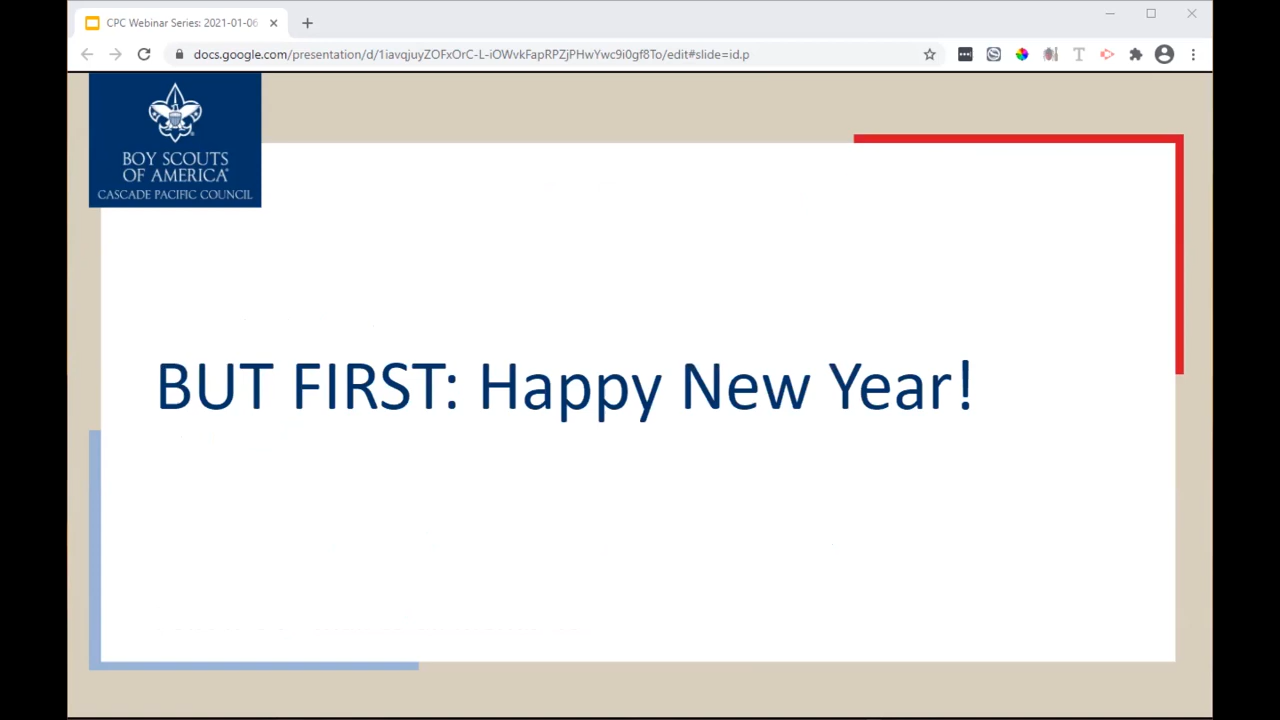 CPC Webinar Series: 2021-01-06
docs.google.com/presentation/d/1iavqjuyZOFxOrC-L-iOWvkFapRPZjPHwYwc9i0gf8To/edit#slide=id.p
BOY SCOUTS
OF AMERICA®
CASCADE PACIFIC COUNCIL
BUT FIRST: Happy New Year!